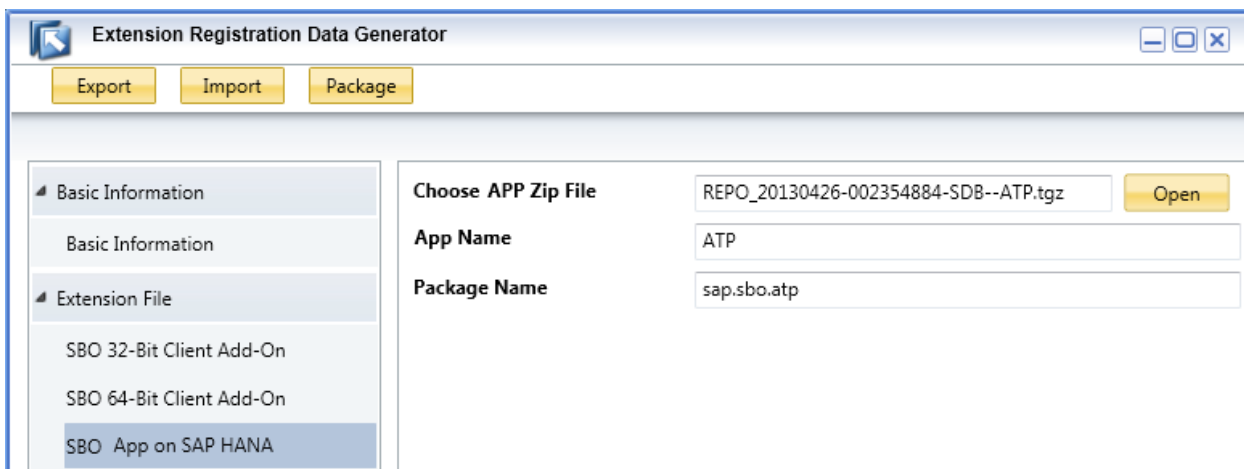 Extension Registration Data Generator
Export Import Package
Basic Information
Basic Information
Extension File
SBO 32-Bit Client Add-On
SBO 64-Bit Client Add-On
SBO App on SAP HANA
Choose APP Zip File REPO_20130426-002354884-SDB--ATP.tgz Open
App Name ATP
Package Name sap.sbo.atp